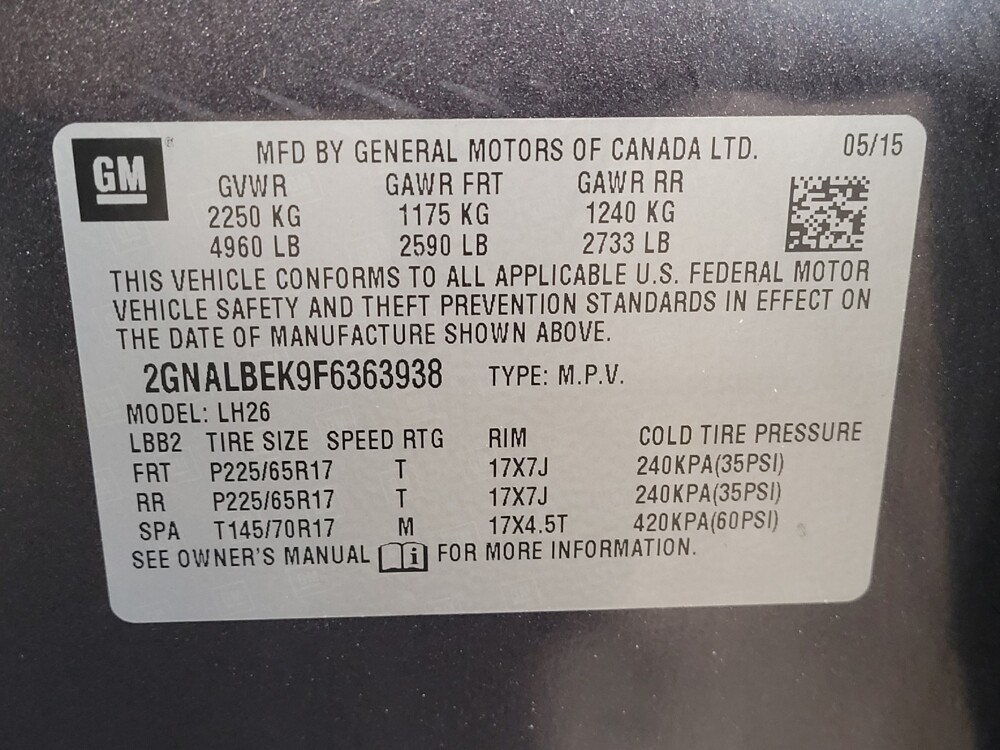 GM ® MFD BY GENERAL MOTORS OF CANADA LTD. 05/15
GVWR GAWR FRT GAWR RR
2250 KG 1175 KG 1240 KG
4960 LB 2590 LB 2733 LB
THIS VEHICLE CONFORMS TO ALL APPLICABLE U.S. FEDERAL MOTOR
VEHICLE SAFETY AND THEFT PREVENTION STANDARDS IN EFFECT ON
THE DATE OF MANUFACTURE SHOWN ABOVE.
2GNALBEK9F6363938 TYPE: M.P.V.
MODEL: LH26
LBB2 TIRE SIZE SPEED RTG RIM COLD TIRE PRESSURE
FRT P225/65R17 T 17X7J 240KPA(35PSI)
RR P225/65R17 T 17X7J 240KPA(35PSI)
SPA T145/70R17 M 17X4.5T 420KPA(60PSI)
SEE OWNER'S MANUAL i FOR MORE INFORMATION.